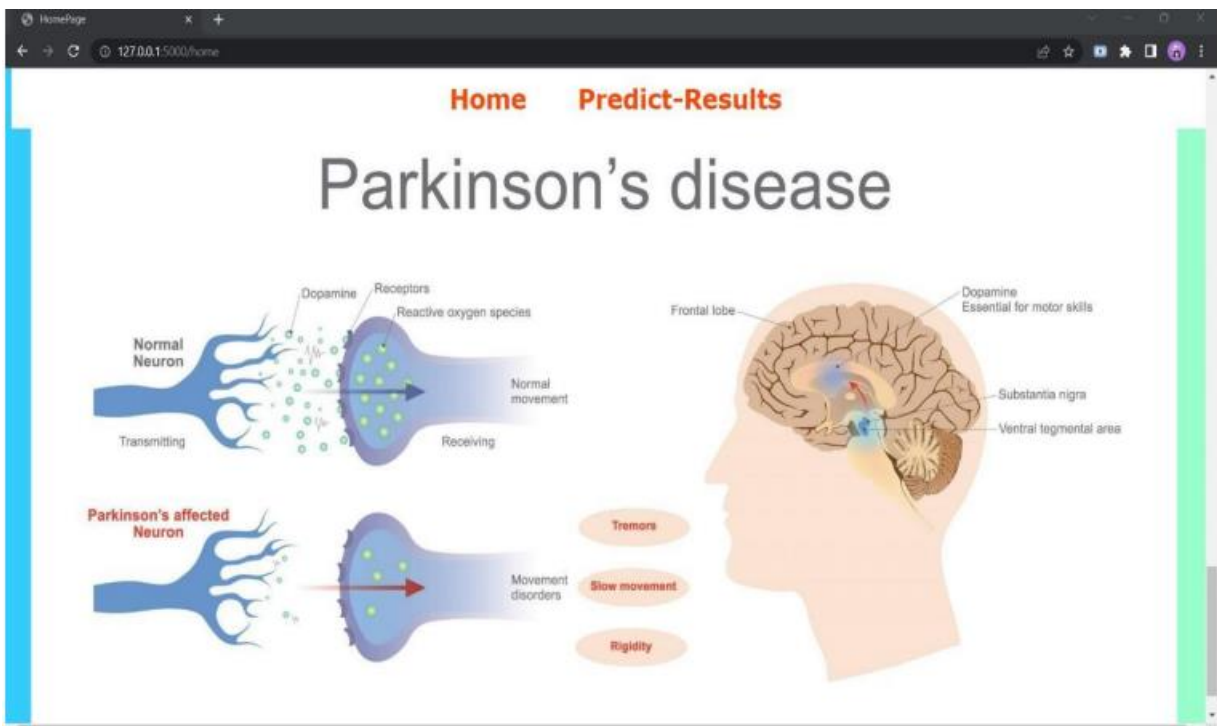 HomePage
127.0.0.1:5000/home
Home Predict-Results
Parkinson's disease
Dopamine
Receptors
Reactive oxygen species
Normal
Neuron
Normal
movement
Transmitting
Receiving
Parkinson's affected
Neuron
Movement
disorders
Tremors
Slow movement
Rigidity
Frontal lobe
Dopamine
Essential for motor skills
Substantia nigra
Ventral tegmental area